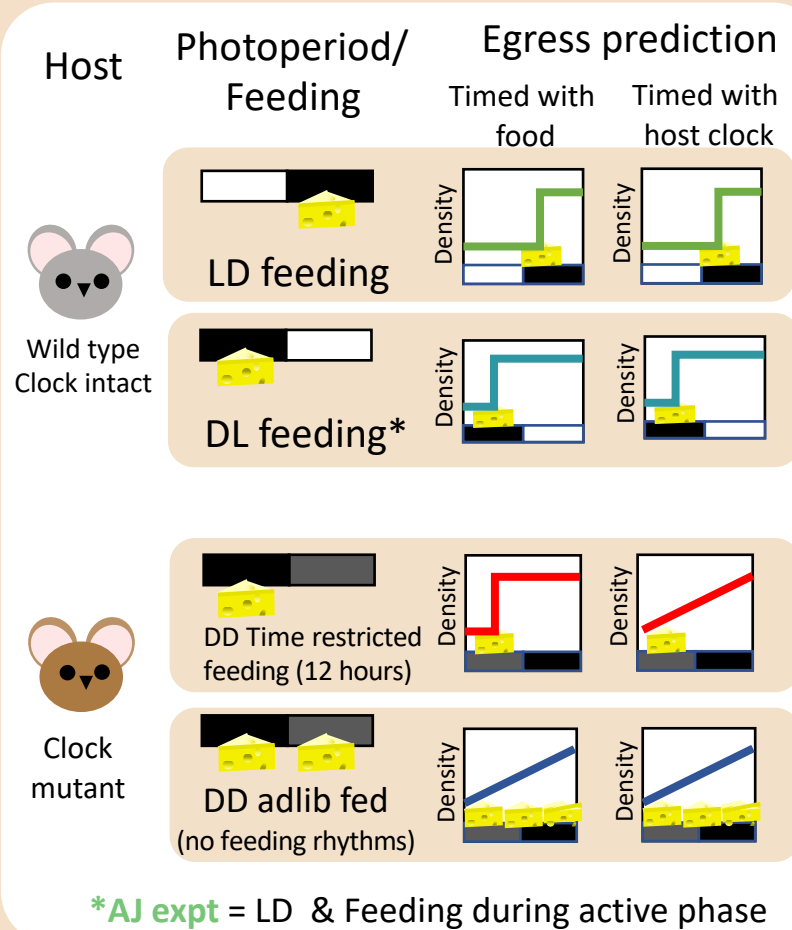 Host
Photoperiod/
Feeding
Egress prediction
Timed with
food
Timed with
host clock
Wild type
Clock intact
LD feeding
Density
Density
DL feeding*
Density
Density
Clock
mutant
DD Time restricted
feeding (12 hours)
Density
Density
DD adlib fed
(no feeding rhythms)
Density
Density
*AJ expt = LD & Feeding during active phase